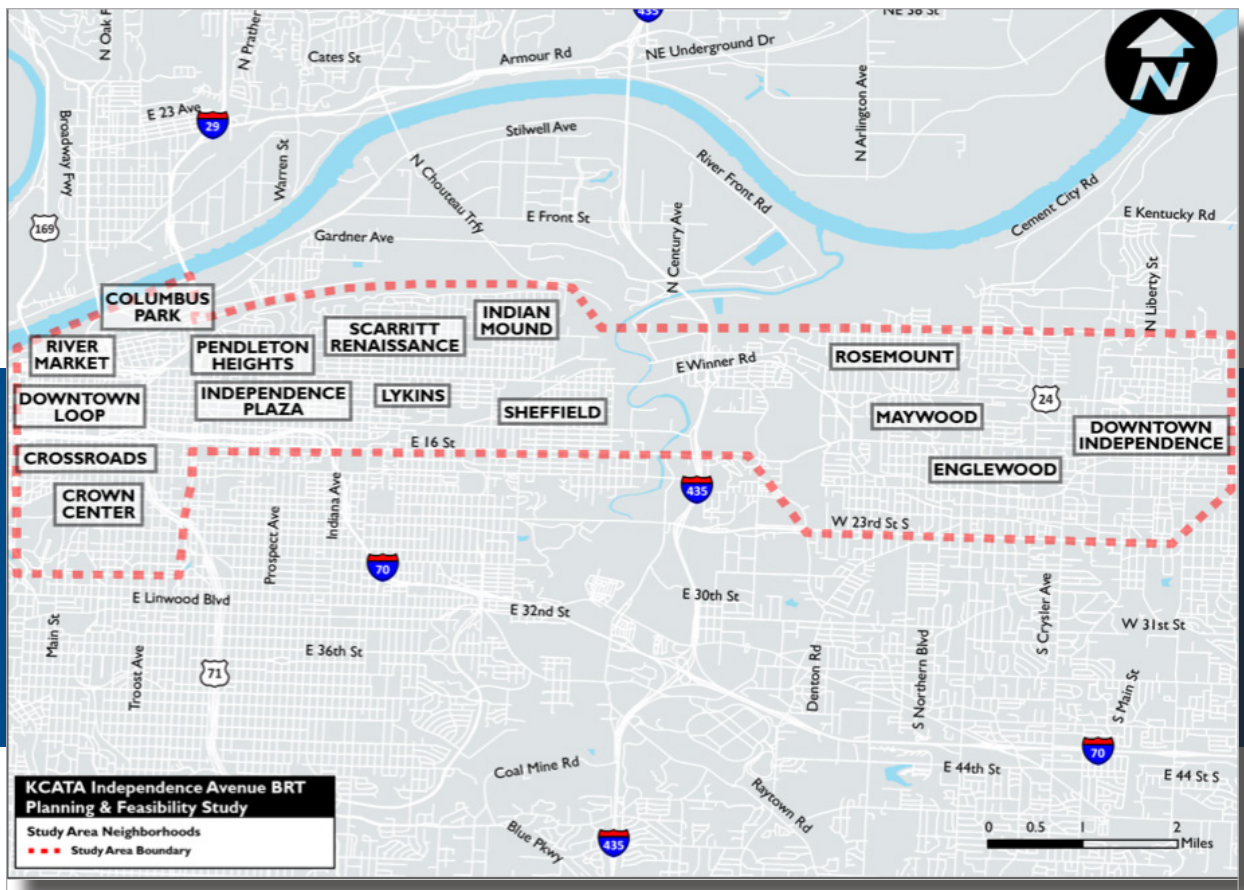 435
NE 38 St
N Oak
N Prather
Cates St
Armour Rd
NE Underground Dr
N
E 23 Ave
29
Broadway Fwy
Warren St
Stilwell Ave
N Arlington Ave
N Chouteau Trfy
River Front Rd
Cement City Rd
E Front St
E Kentucky Rd
169
Gardner Ave
N Century Ave
N Liberty St
COLUMBUS
PARK
INDIAN
MOUND
SCARRITT
RENAISSANCE
RIVER
MARKET
PENDLETON
HEIGHTS
E Winner Rd
ROSEMOUNT
DOWNTOWN
LOOP
INDEPENDENCE
PLAZA
LYKINS
SHEFFIELD
24
MAYWOOD
DOWNTOWN
INDEPENDENCE
E 16 St
CROSSROADS
ENGLEWOOD
CROWN
CENTER
435
Indiana Ave
Prospect Ave
W 23rd St S
70
E Linwood Blvd
E 32nd St
E 30th St
S Crysler Ave
W 31st St
Main St
Troost Ave
E 36th St
71
Denton Rd
S Northern Blvd
S Main St
70
Coal Mine Rd
E 44th St
E 44 St S
Raytown Rd
Blue Pkwy
435
KCATA Independence Avenue BRT
Planning & Feasibility Study
Study Area Neighborhoods
Study Area Boundary
0 0.5 1 2
Miles